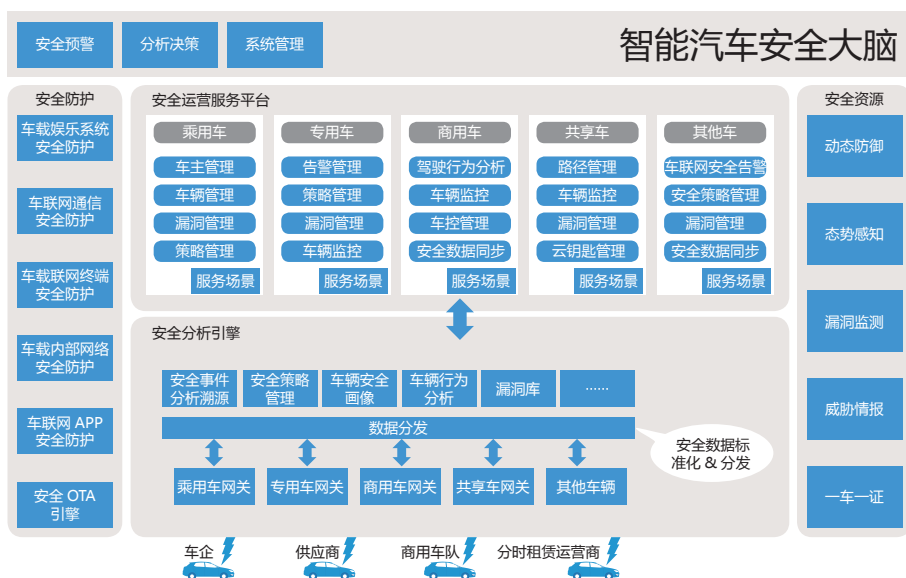 安全预警
分析决策
系统管理
智能汽车安全大脑
安全防护
车载娱乐系统
安全防护
车联网通信
安全防护
车载联网终端
安全防护
车载内部网络
安全防护
车联网 APP
安全防护
安全 OTA
引擎
安全运营服务平台
乘用车
车主管理
车辆管理
漏洞管理
策略管理
服务场景
专用车
告警管理
策略管理
漏洞管理
车辆监控
服务场景
商用车
驾驶行为分析
车辆监控
车控管理
安全数据同步
服务场景
共享车
路径管理
车辆监控
漏洞管理
云钥匙管理
服务场景
其他车
车联网安全告警
安全策略管理
漏洞管理
安全数据同步
服务场景
安全分析引擎
安全事件
分析溯源
安全策略
管理
车辆安全
画像
车辆行为
分析
漏洞库
……
数据分发
安全数据标
准化 & 分发
乘用车网关
专用车网关
商用车网关
共享车网关
其他车辆
车企
供应商
商用车队
分时租赁运营商
安全资源
动态防御
态势感知
漏洞监测
威胁情报
一车一证